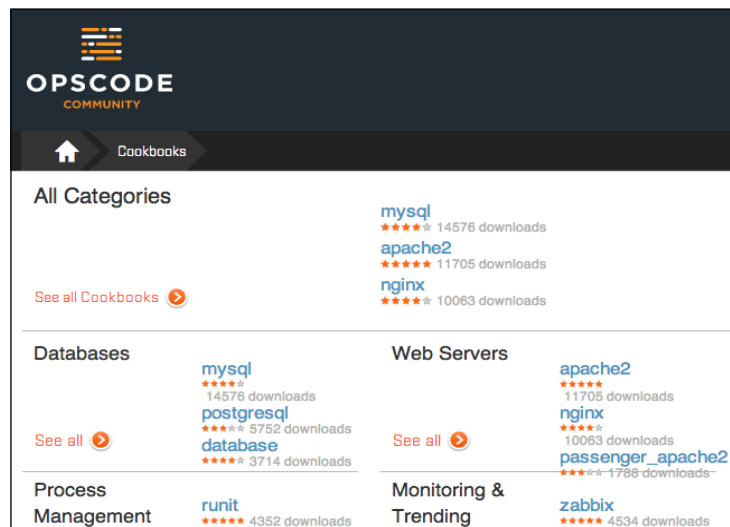 OPSCODE
COMMUNITY
Cookbooks
All Categories
mysql
14576 downloads
apache2
11705 downloads
nginx
10063 downloads
See all Cookbooks
Databases
mysql
14576 downloads
postgresql
5752 downloads
database
3714 downloads
See all
Web Servers
apache2
11705 downloads
nginx
10063 downloads
passenger_apache2
1788 downloads
See all
Process
Management
runit
4352 downloads
Monitoring &
Trending
zabbix
4534 downloads